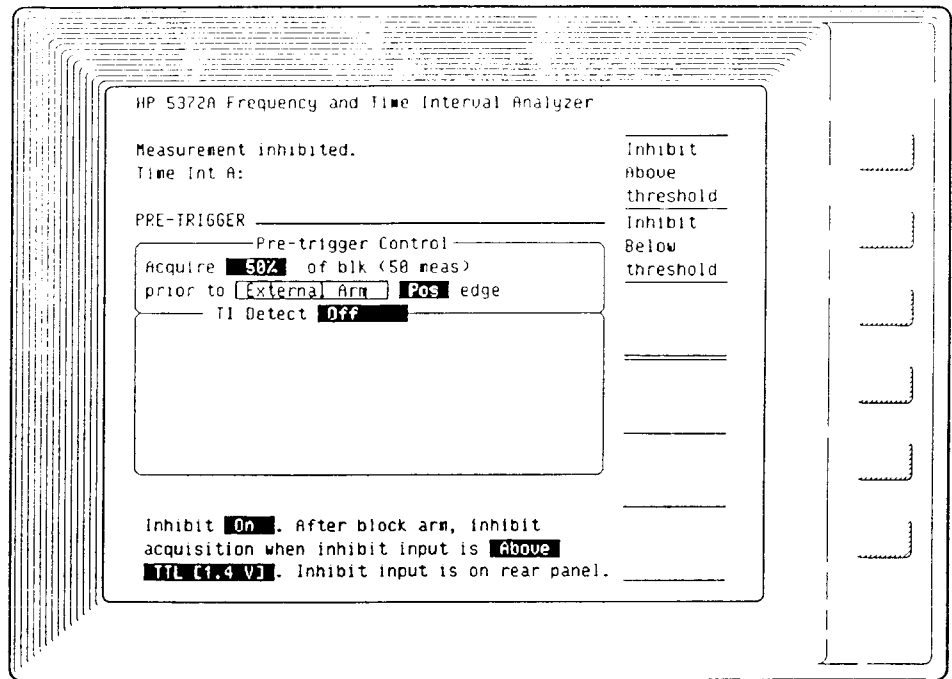 HP 5372A Frequency and Time Interval Analyzer
Measurement inhibited.
Time Int A:
PRE-TRIGGER
Pre-trigger Control
Acquire 50% of blk (50 meas)
prior to External Arm Pos edge
TI Detect Off
Inhibit On . After block arm, inhibit
acquisition when inhibit input is Above
TTL [1.4 V] . Inhibit input is on rear panel.
Inhibit
Above
threshold
Inhibit
Below
threshold